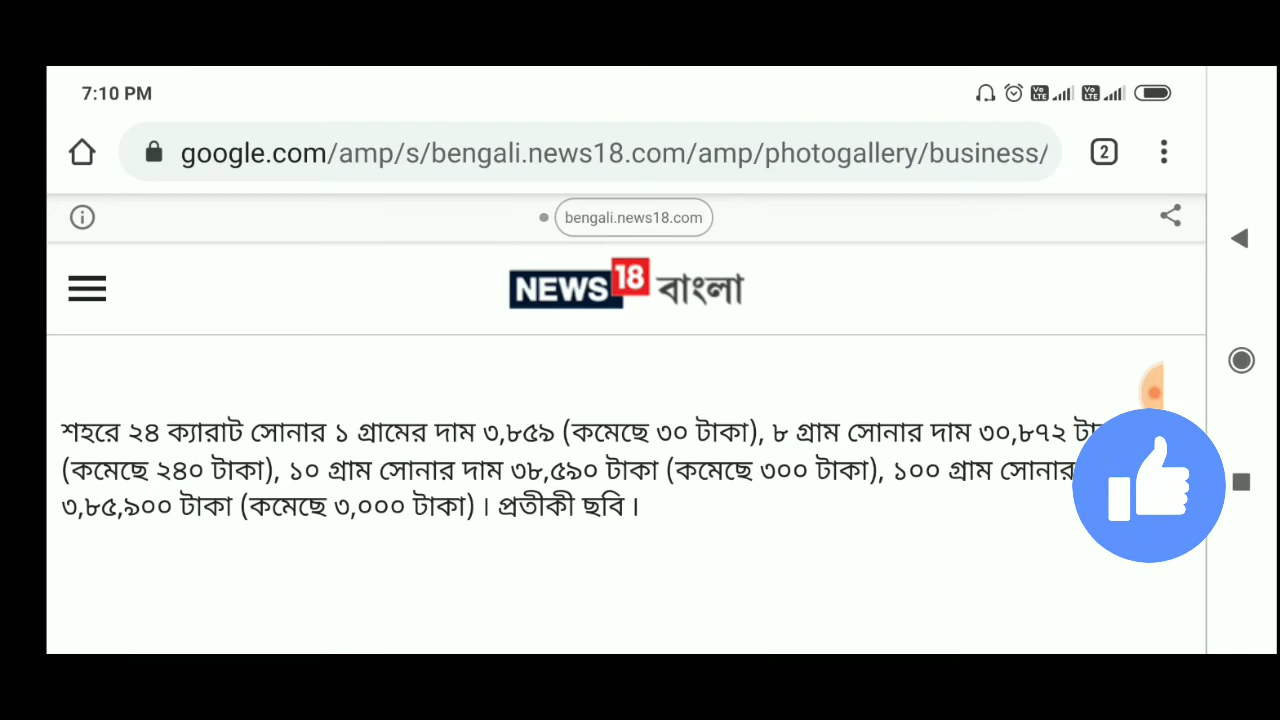 7:10 PM
google.com/amp/s/bengali.news18.com/amp/photogallery/business/
2
bengali.news18.com
NEWS18 বাংলা
শহরে ২৪ ক্যারাট সোনার ১ গ্রামের দাম ৩,৮৫৯ (কমেছে ৩০ টাকা), ৮ গ্রাম সোনার দাম ৩০,৮৭২
(কমেছে ২৪০ টাকা), ১০ গ্রাম সোনার দাম ৩৮,৫৯০ টাকা (কমেছে ৩০০ টাকা), ১০০ গ্রাম সোনার
৩,৮৫,৯০০ টাকা (কমেছে ৩,০০০ টাকা) । প্রতীকী ছবি ।